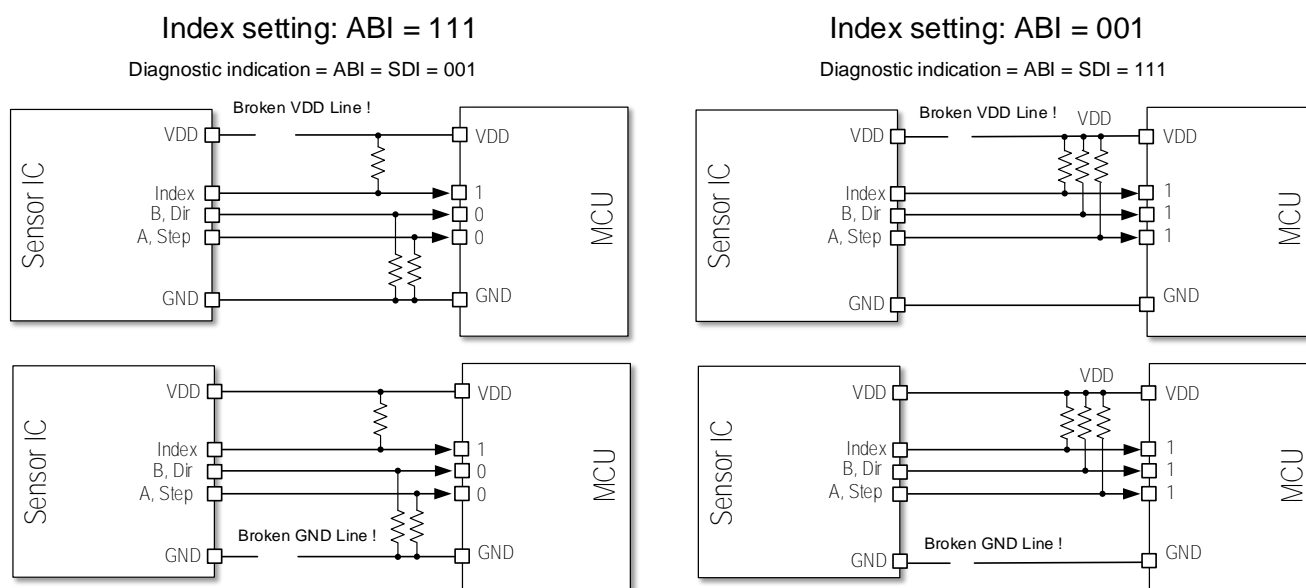 Index setting: ABI = 111
Diagnostic indication = ABI = SDI = 001
Broken VDD Line !
VDD
VDD
Sensor IC
Index
1
B, Dir
0
A, Step
0
MCU
GND
GND
VDD
VDD
Sensor IC
Index
1
B, Dir
0
A, Step
0
MCU
Broken GND Line !
GND
GND
Index setting: ABI = 001
Diagnostic indication = ABI = SDI = 111
Broken VDD Line !
VDD
VDD
VDD
Sensor IC
Index
1
B, Dir
1
A, Step
1
MCU
GND
GND
VDD
VDD
VDD
Sensor IC
Index
1
B, Dir
1
A, Step
1
MCU
Broken GND Line !
GND
GND